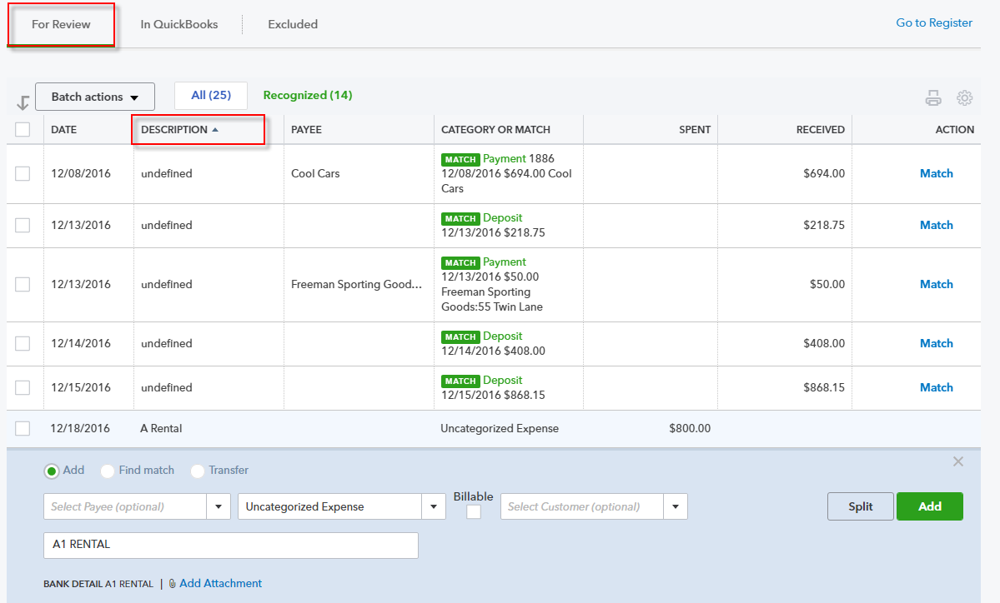 For Review In QuickBooks Excluded Go to Register
Batch actions All (25) Recognized (14)
DATE DESCRIPTION PAYEE CATEGORY OR MATCH SPENT RECEIVED ACTION
12/08/2016 undefined Cool Cars MATCH Payment 1886
12/08/2016 $694.00 Cool
Cars $694.00 Match
12/13/2016 undefined MATCH Deposit
12/13/2016 $218.75 $218.75 Match
12/13/2016 undefined Freeman Sporting Good... MATCH Payment
12/13/2016 $50.00
Freeman Sporting
Goods:55 Twin Lane $50.00 Match
12/14/2016 undefined MATCH Deposit
12/14/2016 $408.00 $408.00 Match
12/15/2016 undefined MATCH Deposit
12/15/2016 $868.15 $868.15 Match
12/18/2016 A Rental Uncategorized Expense $800.00
Add Find match Transfer
Select Payee (optional) Uncategorized Expense Billable Select Customer (optional) Split Add
A1 RENTAL
BANK DETAIL A1 RENTAL | Add Attachment